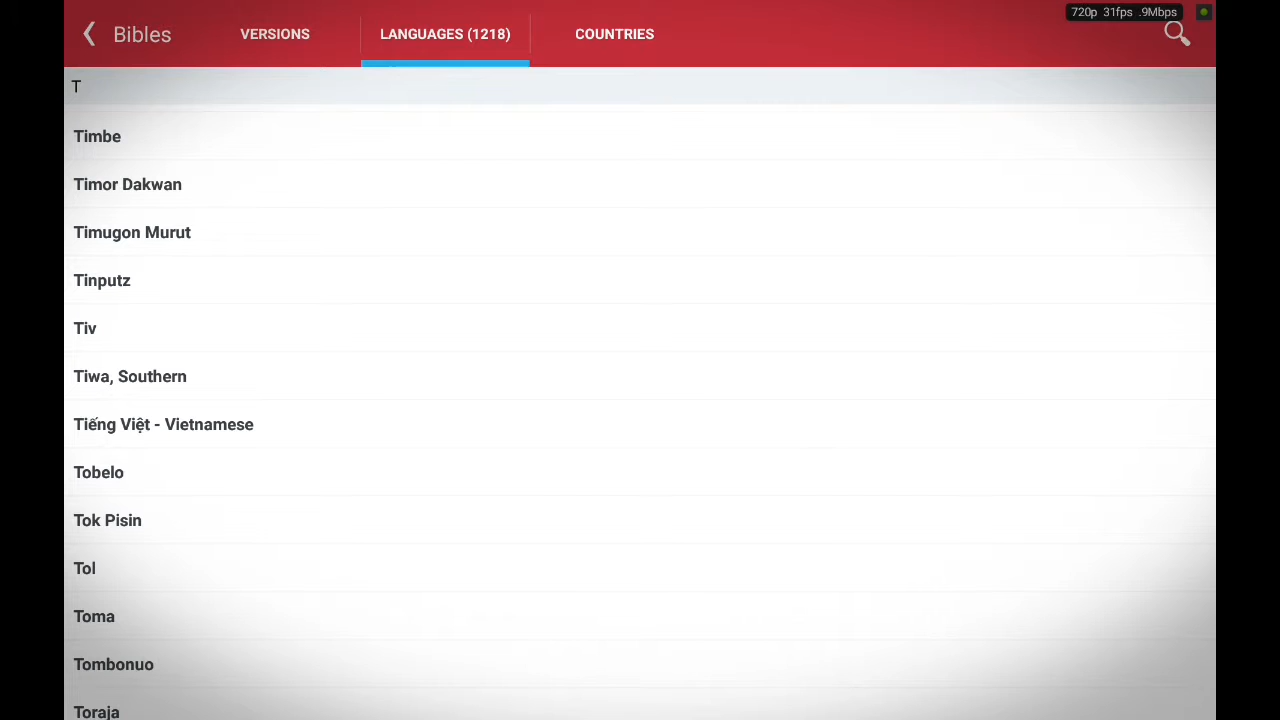 720p 31fps .9Mbps
Bibles VERSIONS LANGUAGES (1218) COUNTRIES
T
Timbe
Timor Dakwan
Timugon Murut
Tinputz
Tiv
Tiwa, Southern
Tiếng Việt - Vietnamese
Tobelo
Tok Pisin
Tol
Toma
Tombonuo
Toraja